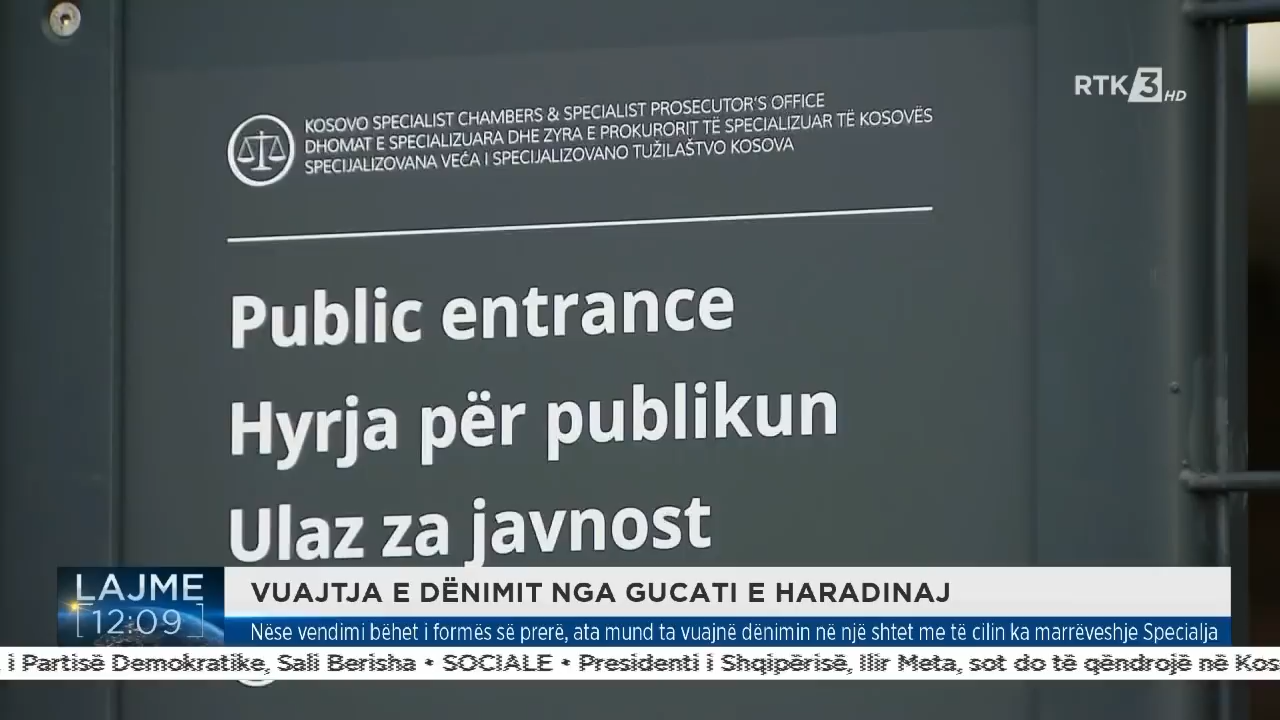 RTK 3 HD
KOSOVO SPECIALIST CHAMBERS & SPECIALIST PROSECUTOR'S OFFICE
DHOMAT E SPECIALIZUARA DHE ZYRA E PROKURORIT TË SPECIALIZUAR TË KOSOVËS
SPECIJALIZOVANA VEĆA I SPECIJALIZOVANO TUŽILAŠTVO KOSOVA
Public entrance
Hyrja për publikun
Ulaz za javnost
LAJME
12:09
VUAJTJA E DËNIMIT NGA GUCATI E HARADINAJ
Nëse vendimi bëhet i formës së prerë, ata mund ta vuajnë dënimin në një shtet me të cilin ka marrëveshje Specialja
i Partisë Demokratike, Sali Berisha • SOCIALE • Presidenti i Shqipërisë, Ilir Meta, sot do të qëndrojë në Kos